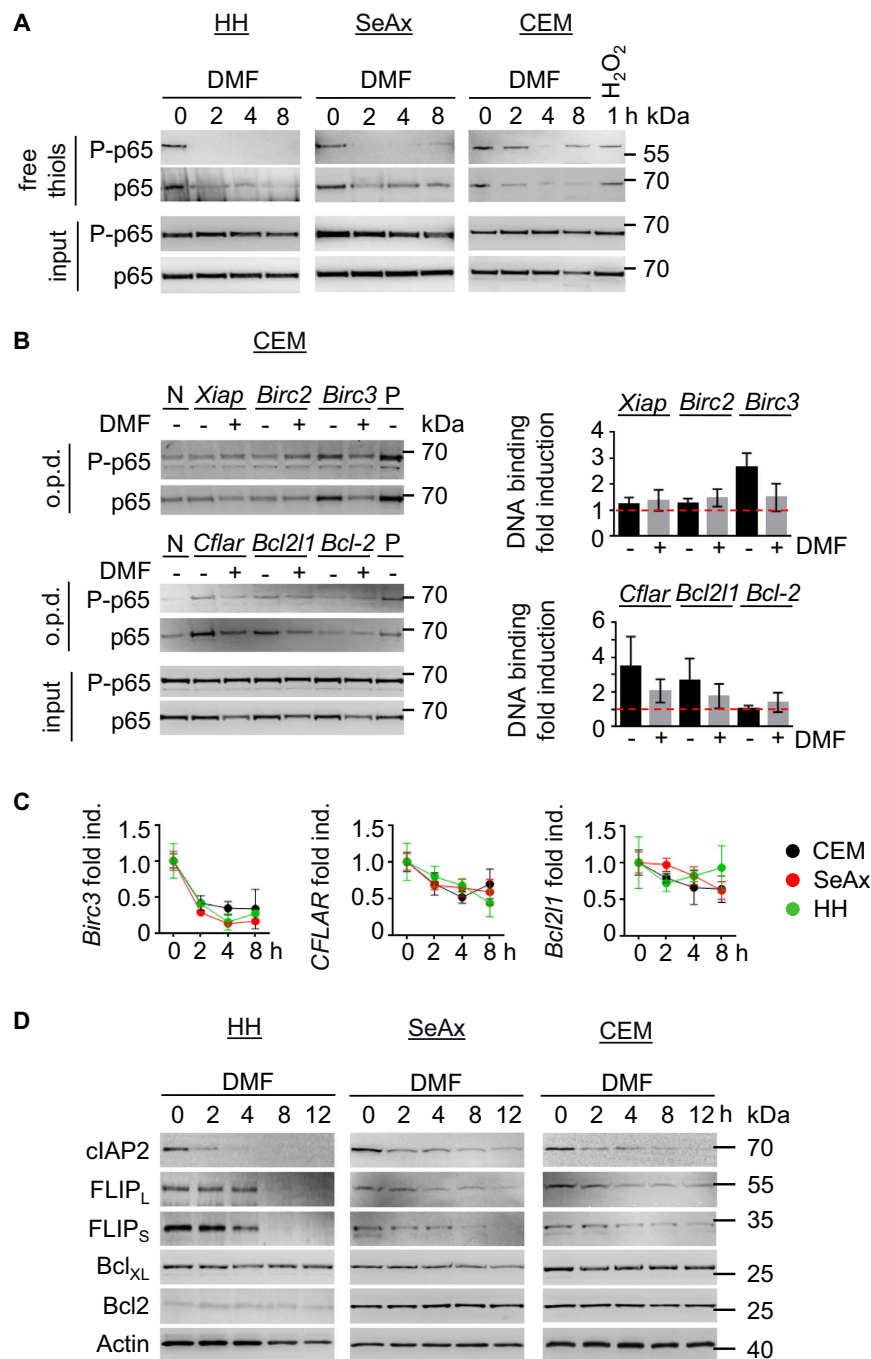 A
HH SeAx CEM
DMF DMF DMF H₂O₂
0 2 4 8 0 2 4 8 0 2 4 8 1 h kDa
free thiols
P-p65 55
p65 70
input
P-p65 70
p65 70
B
CEM
N Xiap Birc2 Birc3 P
DMF - - + - + - + - kDa
o.p.d.
P-p65 70
p65 70
N Cflar Bcl2l1 Bcl-2 P
DMF - - + - + - + -
o.p.d.
P-p65 70
p65 70
input
P-p65 70
p65 70
Xiap Birc2 Birc3
DNA binding
fold induction
4
3
2
1
0
- + - + - + DMF
Cflar Bcl2l1 Bcl-2
DNA binding
fold induction
6
4
2
0
- + - + - + DMF
C
Birc3 fold ind.
1.5
1.0
0.5
0
0 2 4 8 h
CFLAR fold ind.
1.5
1.0
0.5
0
0 2 4 8 h
Bcl2l1 fold ind.
1.5
1.0
0.5
0
0 2 4 8 h
CEM
SeAx
HH
D
HH SeAx CEM
DMF DMF DMF
0 2 4 8 12 0 2 4 8 12 0 2 4 8 12 h kDa
cIAP2 70
FLIPL 55
FLIPS 35
BclXL 25
Bcl2 25
Actin 40